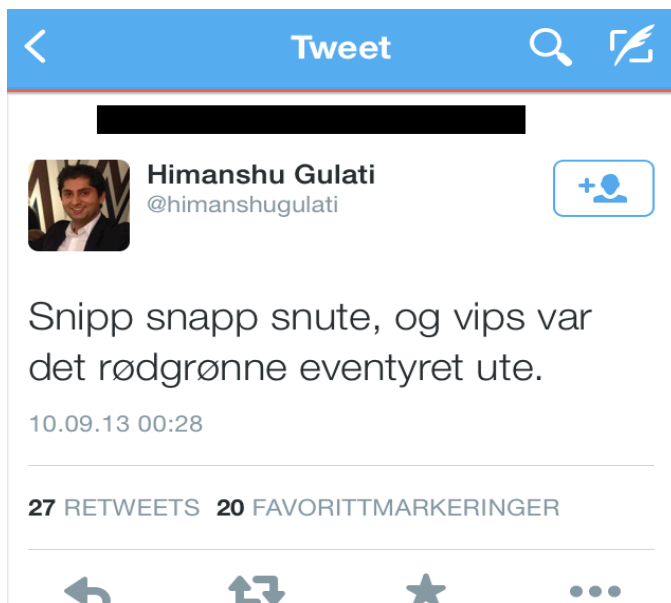 Tweet
Himanshu Gulati
@himanshugulati
Snipp snapp snute, og vips var
det rødgrønne eventyret ute.
10.09.13 00:28
27 RETWEETS 20 FAVORITTMARKERINGER